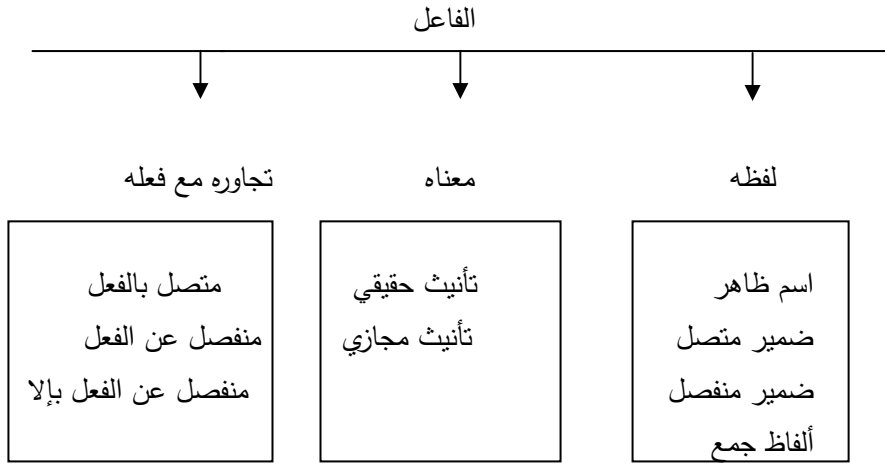 الفاعل
لفظه
معناه
تجاوره مع فعله
اسم ظاهر
ضمير متصل
ضمير منفصل
ألفاظ جمع
تأنيث حقيقي
تأنيث مجازي
متصل بالفعل
منفصل عن الفعل
منفصل عن الفعل بإلا